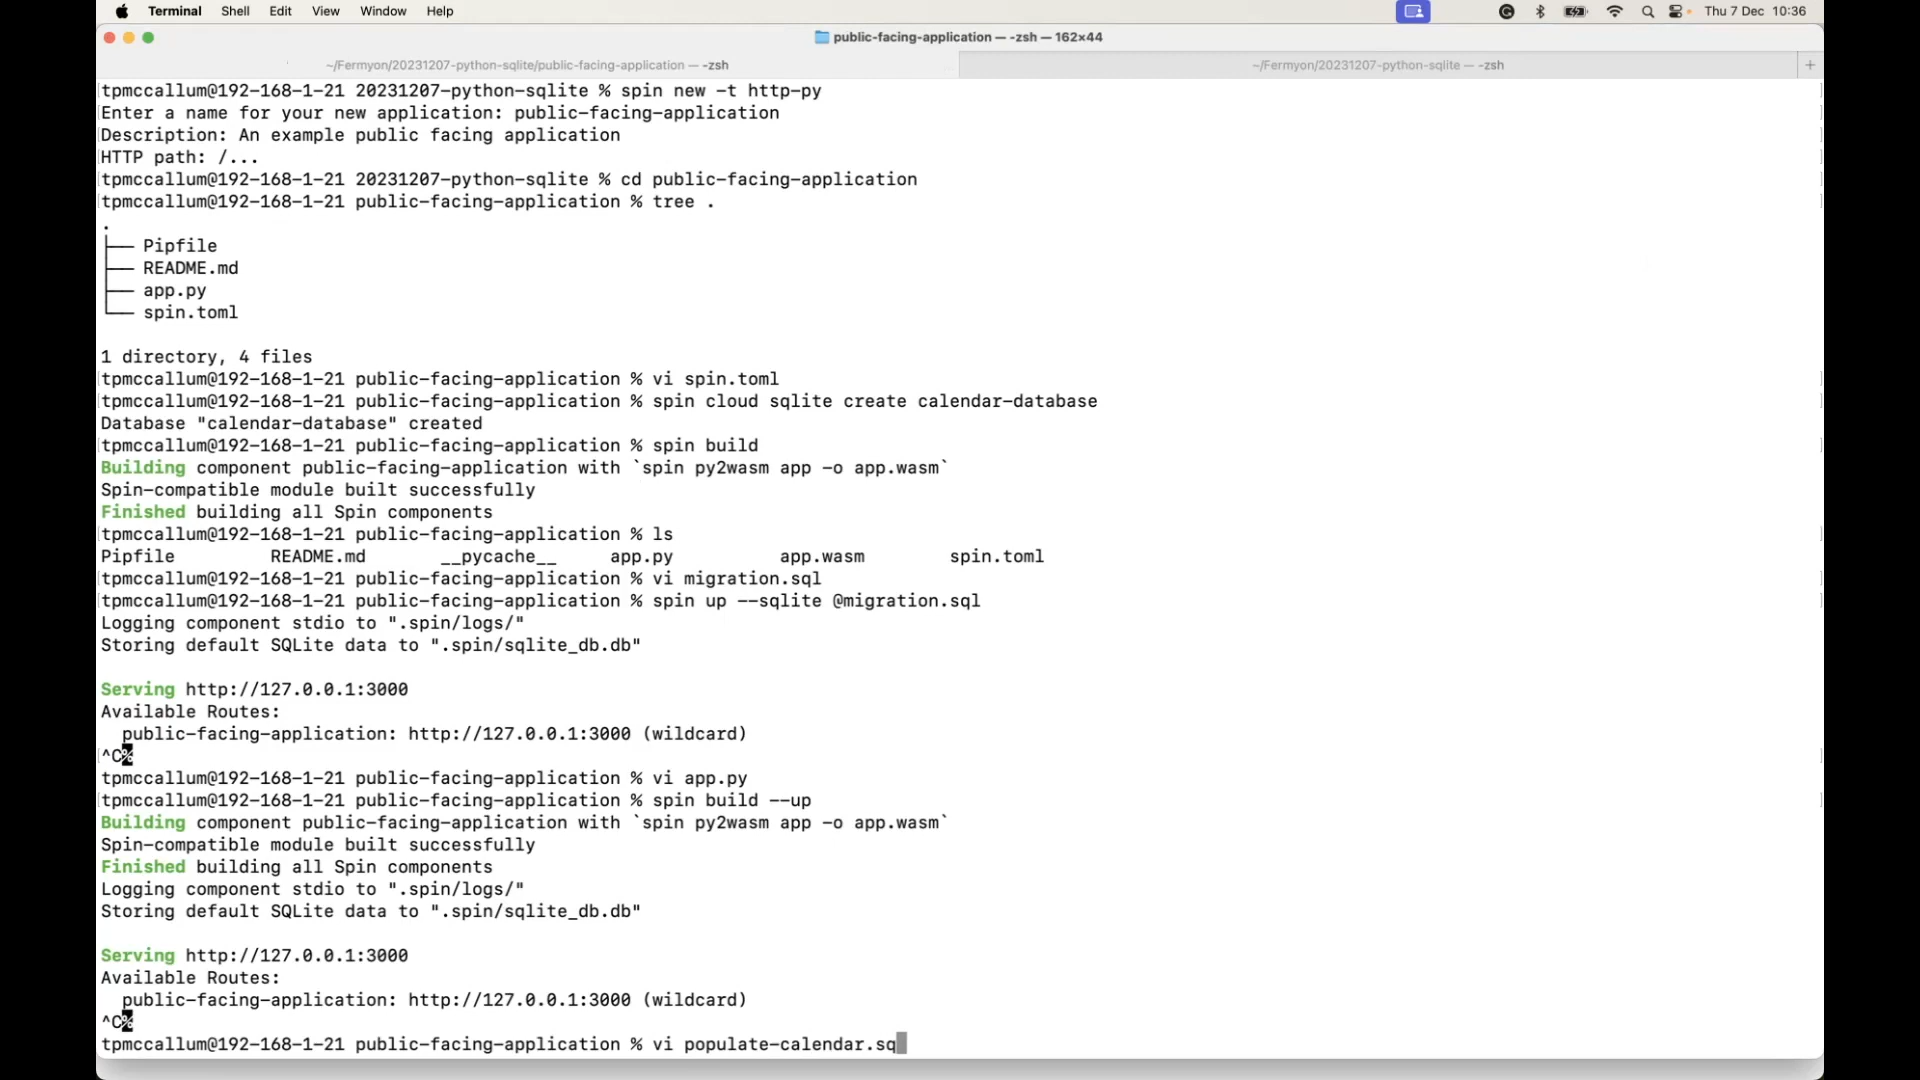 Terminal Shell Edit View Window Help Thu 7 Dec 10:36
public-facing-application — -zsh — 162×44
~/Fermyon/20231207-python-sqlite/public-facing-application — -zsh ~/Fermyon/20231207-python-sqlite — -zsh +
tpmccallum@192-168-1-21 20231207-python-sqlite % spin new -t http-py
Enter a name for your new application: public-facing-application
Description: An example public facing application
HTTP path: /...
tpmccallum@192-168-1-21 20231207-python-sqlite % cd public-facing-application
tpmccallum@192-168-1-21 public-facing-application % tree .
.
├── Pipfile
├── README.md
├── app.py
└── spin.toml
1 directory, 4 files
tpmccallum@192-168-1-21 public-facing-application % vi spin.toml
tpmccallum@192-168-1-21 public-facing-application % spin cloud sqlite create calendar-database
Database "calendar-database" created
tpmccallum@192-168-1-21 public-facing-application % spin build
Building component public-facing-application with `spin py2wasm app -o app.wasm`
Spin-compatible module built successfully
Finished building all Spin components
tpmccallum@192-168-1-21 public-facing-application % ls
Pipfile README.md __pycache__ app.py app.wasm spin.toml
tpmccallum@192-168-1-21 public-facing-application % vi migration.sql
tpmccallum@192-168-1-21 public-facing-application % spin up --sqlite @migration.sql
Logging component stdio to ".spin/logs/"
Storing default SQLite data to ".spin/sqlite_db.db"
Serving http://127.0.0.1:3000
Available Routes:
public-facing-application: http://127.0.0.1:3000 (wildcard)
^C%
tpmccallum@192-168-1-21 public-facing-application % vi app.py
tpmccallum@192-168-1-21 public-facing-application % spin build --up
Building component public-facing-application with `spin py2wasm app -o app.wasm`
Spin-compatible module built successfully
Finished building all Spin components
Logging component stdio to ".spin/logs/"
Storing default SQLite data to ".spin/sqlite_db.db"
Serving http://127.0.0.1:3000
Available Routes:
public-facing-application: http://127.0.0.1:3000 (wildcard)
^C%
tpmccallum@192-168-1-21 public-facing-application % vi populate-calendar.sq